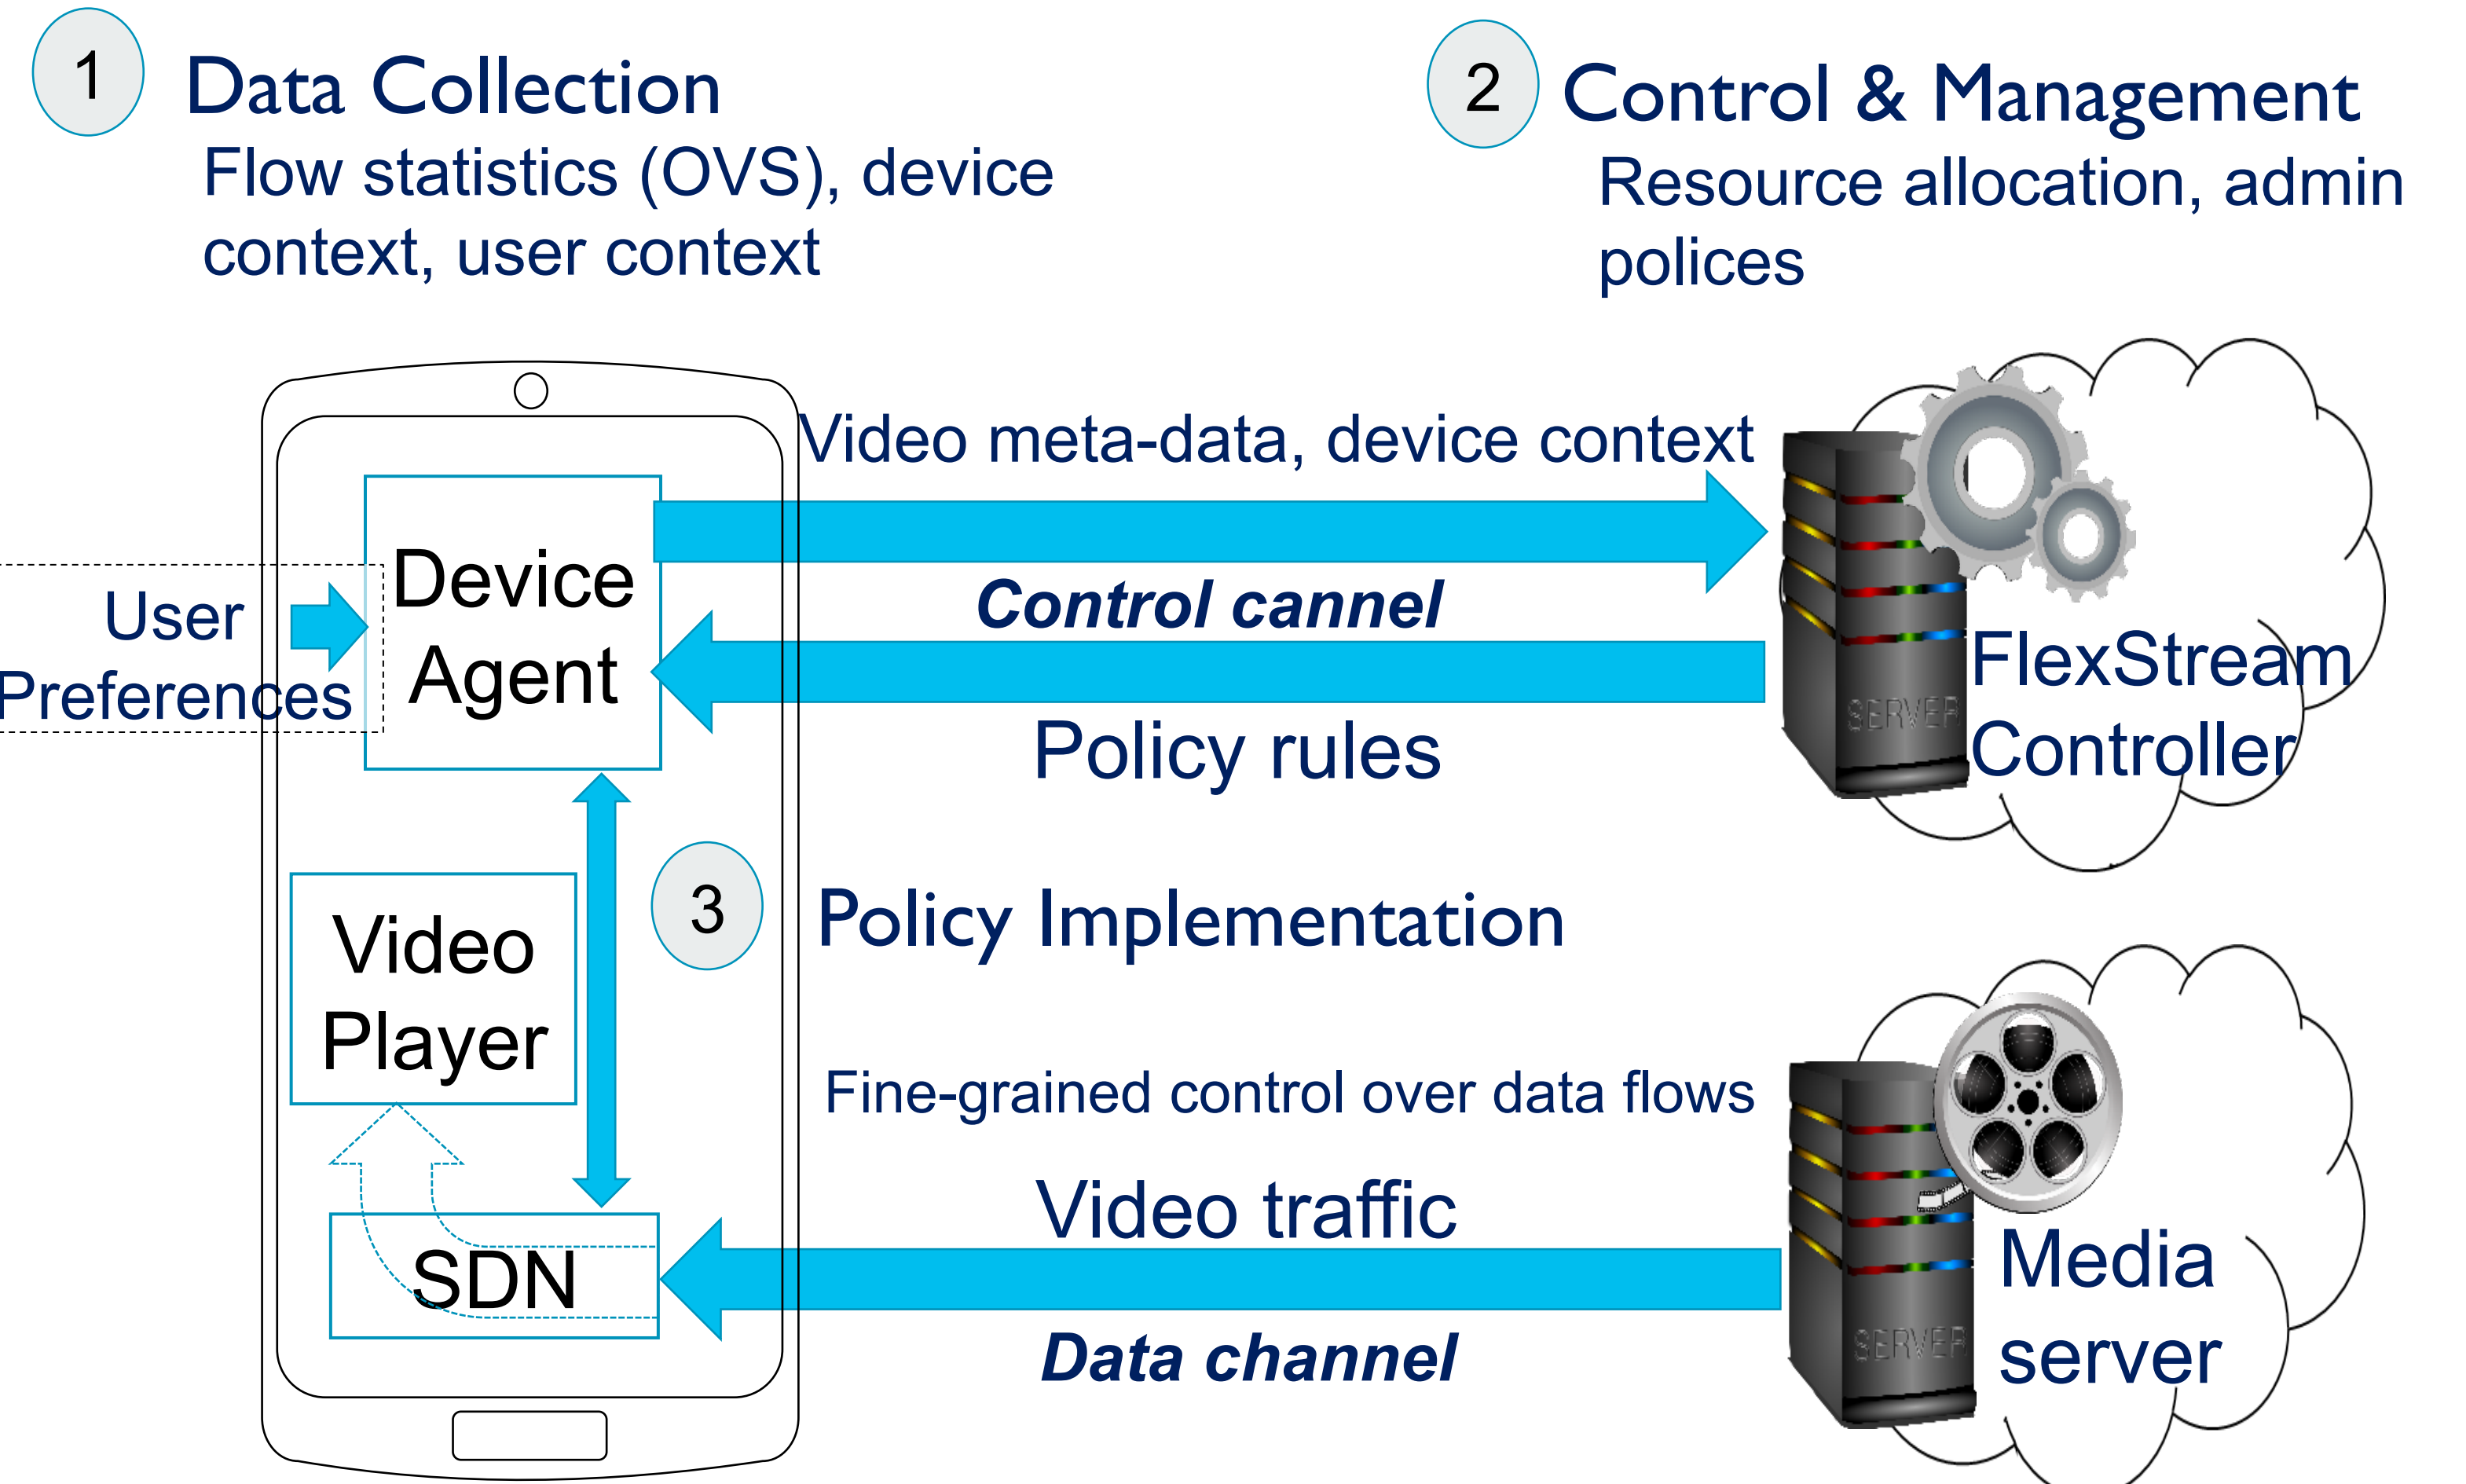 1
Data Collection
Flow statistics (OVS), device
context, user context
2
Control & Management
Resource allocation, admin
polices
Video meta-data, device context
Control cannel
Policy rules
User
Preferences
Device
Agent
FlexStream
Controller
SERVER
3
Policy Implementation
Fine-grained control over data flows
Video
Player
SDN
Video traffic
Data channel
Media
server
SERVER